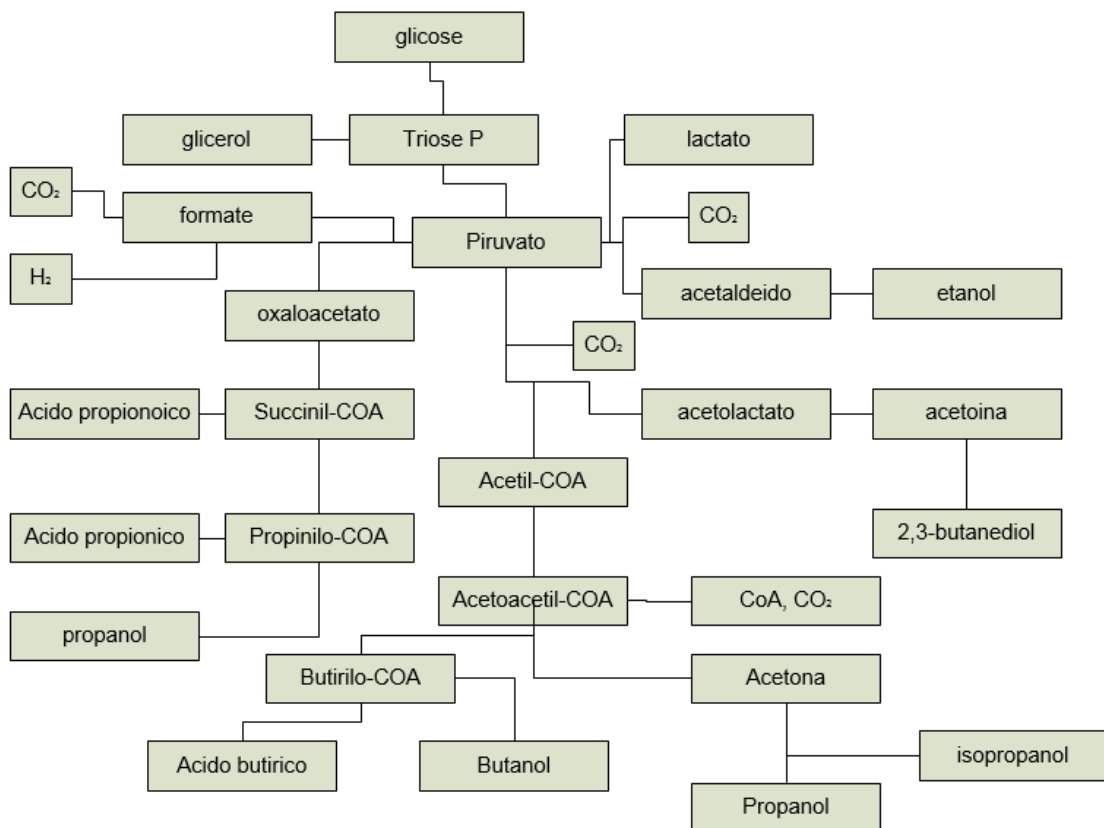 glicose
glicerol
Triose P
lactato
CO₂
formate
Piruvato
CO₂
H₂
oxaloacetato
acetaldeido
etanol
CO₂
Acido propionoico
Succinil-COA
acetolactato
acetoina
Acetil-COA
Acido propionico
Propinilo-COA
2,3-butanediol
Acetoacetil-COA
CoA, CO₂
propanol
Butirilo-COA
Acetona
Acido butirico
Butanol
isopropanol
Propanol